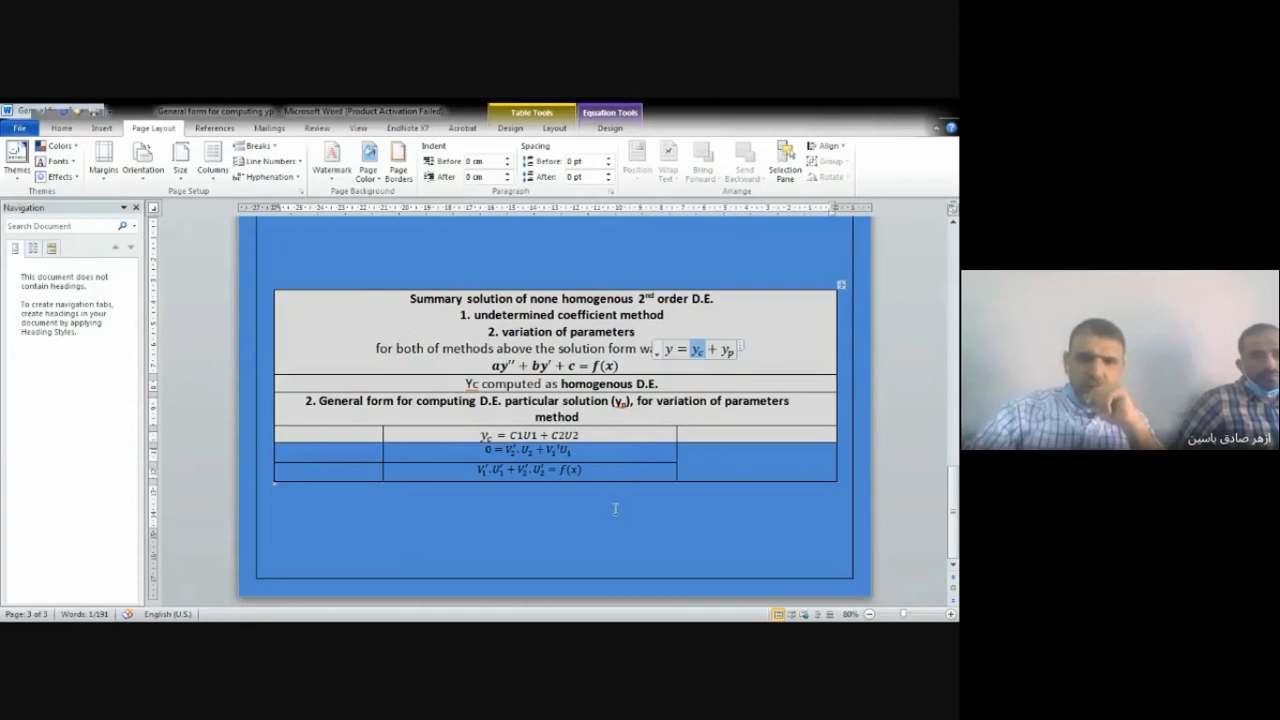 General form for computing yp - Microsoft Word (Product Activation Failed)
Table Tools
Equation Tools
File Home Insert Page Layout References Mailings Review View EndNote X7 Acrobat Design Layout Design
Themes Colors Fonts Effects
Themes
Margins Orientation Size Columns Breaks Line Numbers Hyphenation
Page Setup
Watermark Page Color Page Borders
Page Background
Indent Spacing
Before 0 cm Before: 0 pt
After 0 cm After: 0 pt
Paragraph
Position Wrap Text Bring Forward Send Backward Selection Pane Align Group Rotate
Arrange
Navigation
Search Document
This document does not contain headings.
To create navigation tabs, create headings in your document by applying Heading Styles.
Summary solution of none homogenous 2nd order D.E.
1. undetermined coefficient method
2. variation of parameters
for both of methods above the solution form w y = y_c + y_p
ay'' + by' + c = f(x)
Yc computed as homogenous D.E.
2. General form for computing D.E. particular solution (yp), for variation of parameters
method
y_c = C1U1 + C2U2
0 = V₂'.U₂ + V₁'U₁
V₁'.U₁' + V₂'.U₂' = f(x)
ازهر صادق ياسين
Page: 3 of 3 Words: 1/191 English (U.S.) 80%